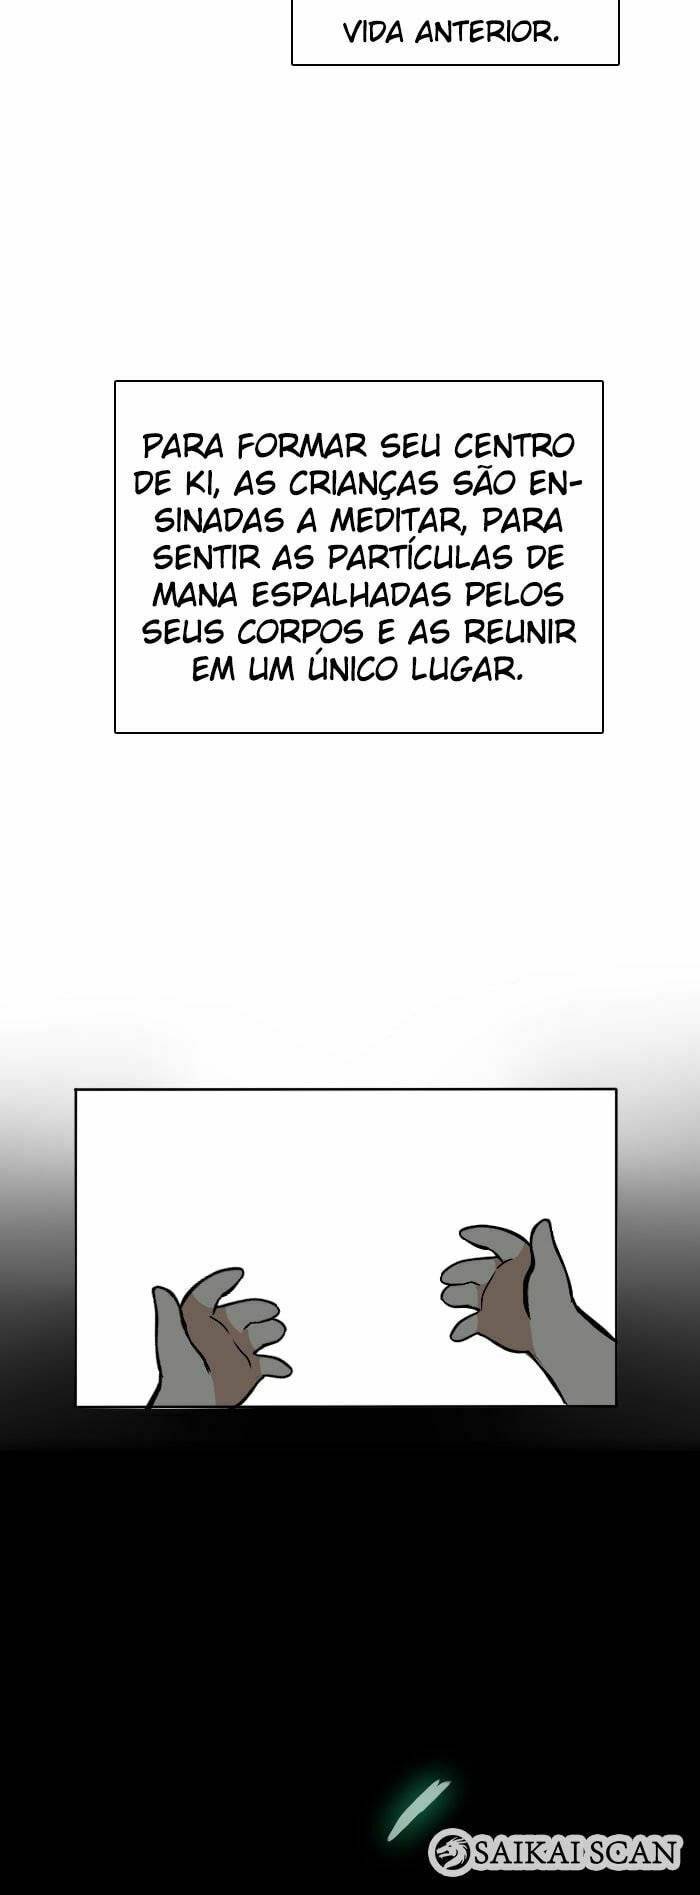 VIDA ANTERIOR.
PARA FORMAR SEU CENTRO
DE KI, AS CRIANÇAS SÃO EN-
SINADAS A MEDITAR, PARA
SENTIR AS PARTÍCULAS DE
MANA ESPALHADAS PELOS
SEUS CORPOS E AS REUNIR
EM UM ÚNICO LUGAR.
SAIKAI SCAN